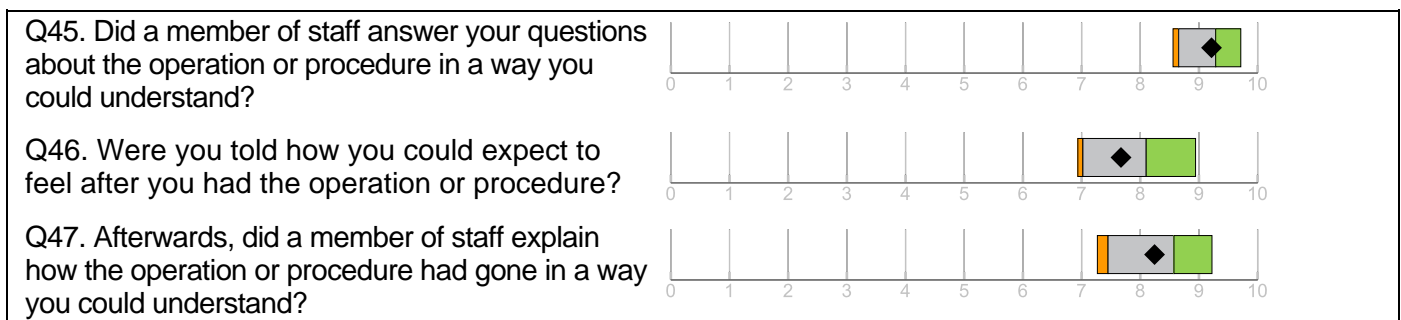 Q45. Did a member of staff answer your questions
about the operation or procedure in a way you
could understand?
0 1 2 3 4 5 6 7 8 9 10
Q46. Were you told how you could expect to
feel after you had the operation or procedure?
0 1 2 3 4 5 6 7 8 9 10
Q47. Afterwards, did a member of staff explain
how the operation or procedure had gone in a way
you could understand?
0 1 2 3 4 5 6 7 8 9 10